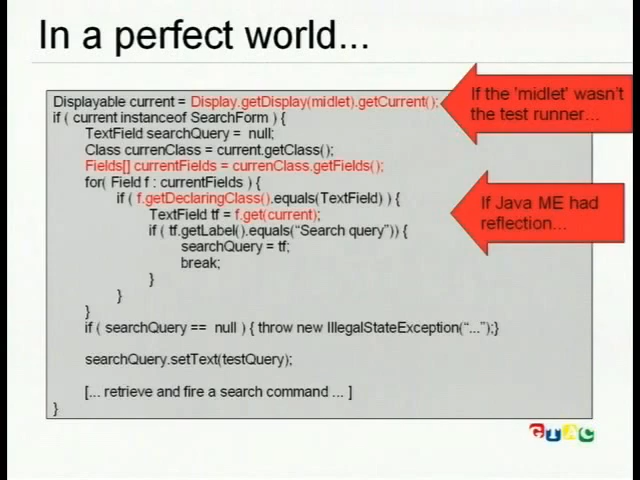 In a perfect world...
Displayable current = Display.getDisplay(midlet).getCurrent();
if ( current instanceof SearchForm ) {
TextField searchQuery = null;
Class currenClass = current.getClass();
Fields[] currentFields = currenClass.getFields();
for( Field f : currentFields ) {
if ( f.getDeclaringClass().equals(TextField) ) {
TextField tf = f.get(current);
if ( tf.getLabel().equals(“Search query”)) {
searchQuery = tf;
break;
}
}
}
if ( searchQuery == null ) { throw new IllegalStateException(“...”);}
searchQuery.setText(testQuery);
[... retrieve and fire a search command ... ]
}
If the 'midlet' wasn't
the test runner...
If Java ME had
reflection...
GTAC